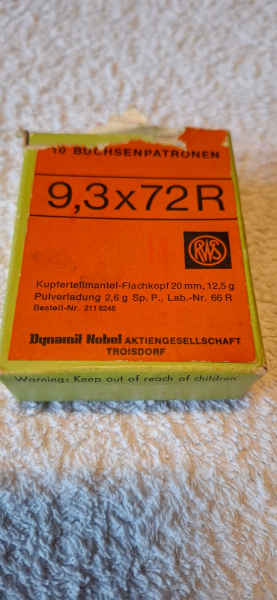 10 BÜCHSENPATRONEN
9,3x72R
RWS
Kupferteilmantel-Flachkopf 20 mm, 12,5 g
Pulverladung 2,6 g Sp. P., Lab.-Nr. 66 R
Bestell-Nr. 211 8246
Dynamit Nobel AKTIENGESELLSCHAFT
TROISDORF
Warning: Keep out of reach of children